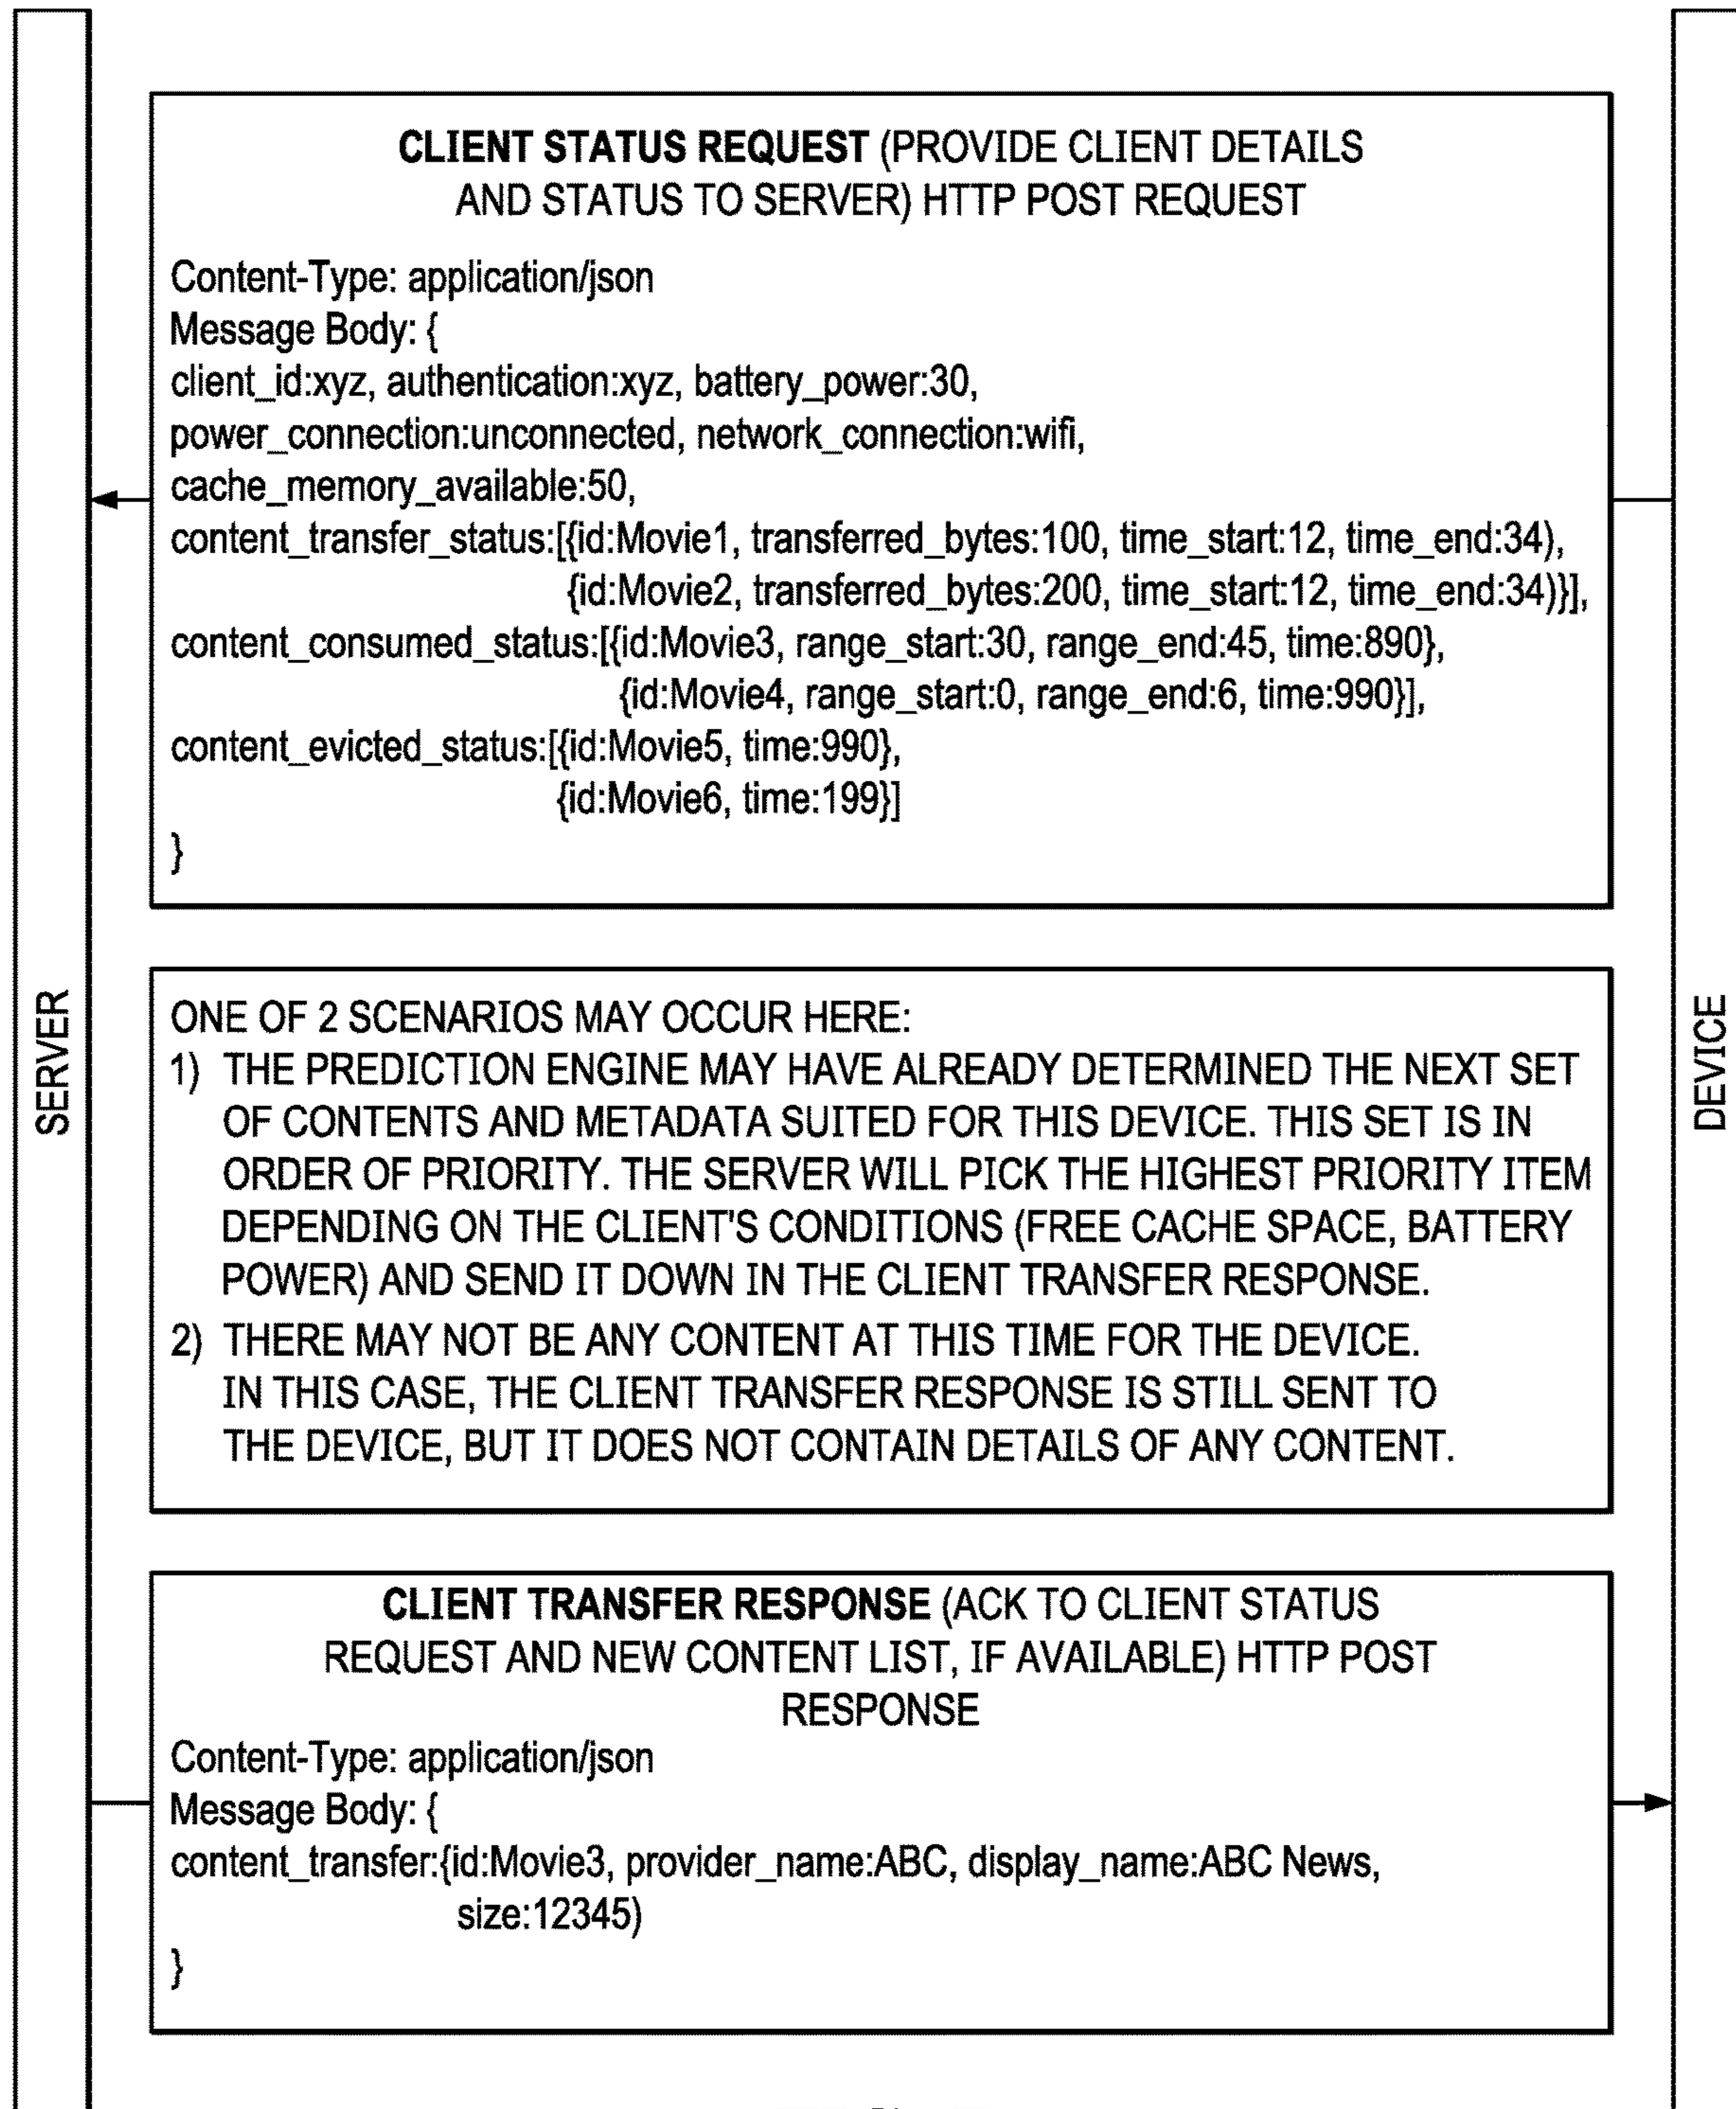 CLIENT STATUS REQUEST (PROVIDE CLIENT DETAILS
AND STATUS TO SERVER) HTTP POST REQUEST
Content-Type: application/json
Message Body: {
client_id:xyz, authentication:xyz, battery_power:30,
power_connection:unconnected, network_connection:wifi,
cache_memory_available:50,
content_transfer_status:[{id:Movie1, transferred_bytes:100, time_start:12, time_end:34),
{id:Movie2, transferred_bytes:200, time_start:12, time_end:34)}],
content_consumed_status:[{id:Movie3, range_start:30, range_end:45, time:890},
{id:Movie4, range_start:0, range_end:6, time:990}],
content_evicted_status:[{id:Movie5, time:990},
{id:Movie6, time:199}]
}
SERVER
DEVICE
ONE OF 2 SCENARIOS MAY OCCUR HERE:
1) THE PREDICTION ENGINE MAY HAVE ALREADY DETERMINED THE NEXT SET
OF CONTENTS AND METADATA SUITED FOR THIS DEVICE. THIS SET IS IN
ORDER OF PRIORITY. THE SERVER WILL PICK THE HIGHEST PRIORITY ITEM
DEPENDING ON THE CLIENT'S CONDITIONS (FREE CACHE SPACE, BATTERY
POWER) AND SEND IT DOWN IN THE CLIENT TRANSFER RESPONSE.
2) THERE MAY NOT BE ANY CONTENT AT THIS TIME FOR THE DEVICE.
IN THIS CASE, THE CLIENT TRANSFER RESPONSE IS STILL SENT TO
THE DEVICE, BUT IT DOES NOT CONTAIN DETAILS OF ANY CONTENT.
CLIENT TRANSFER RESPONSE (ACK TO CLIENT STATUS
REQUEST AND NEW CONTENT LIST, IF AVAILABLE) HTTP POST
RESPONSE
Content-Type: application/json
Message Body: {
content_transfer:{id:Movie3, provider_name:ABC, display_name:ABC News,
size:12345)
}